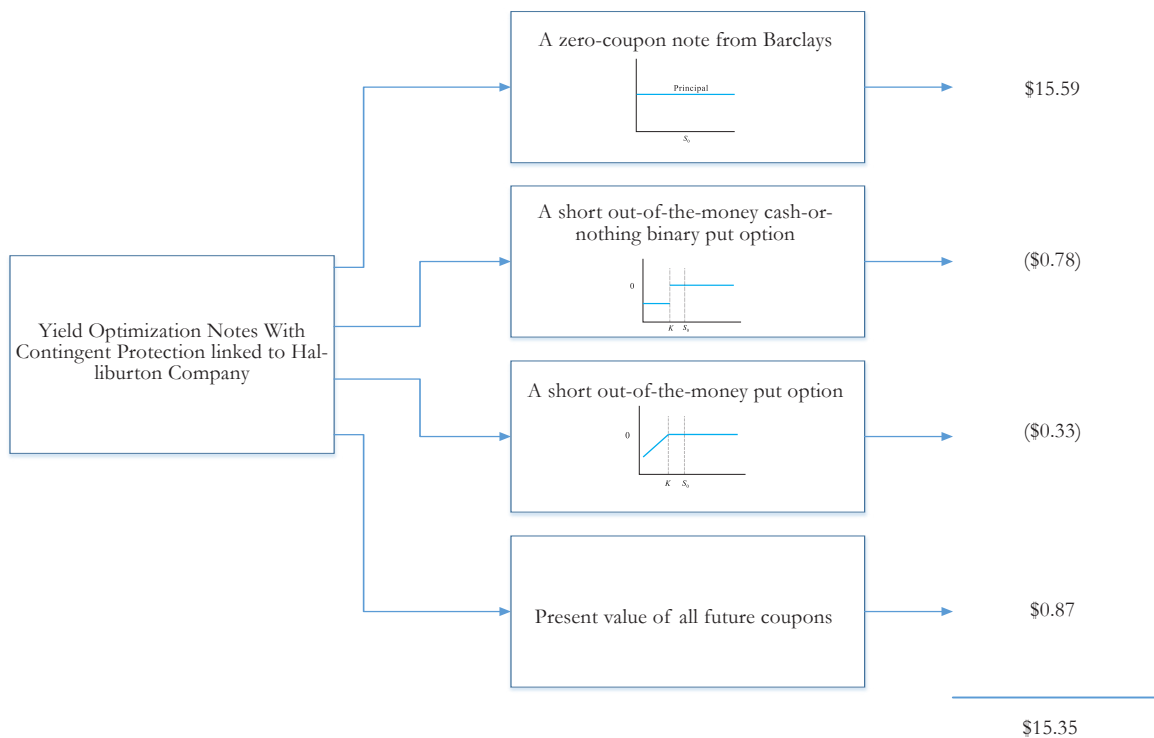 A zero-coupon note from Barclays
Principal
S₀
$15.59
A short out-of-the-money cash-or-
nothing binary put option
0
K S₀
($0.78)
Yield Optimization Notes With
Contingent Protection linked to Hal-
liburton Company
A short out-of-the-money put option
0
K S₀
($0.33)
Present value of all future coupons
$0.87
$15.35